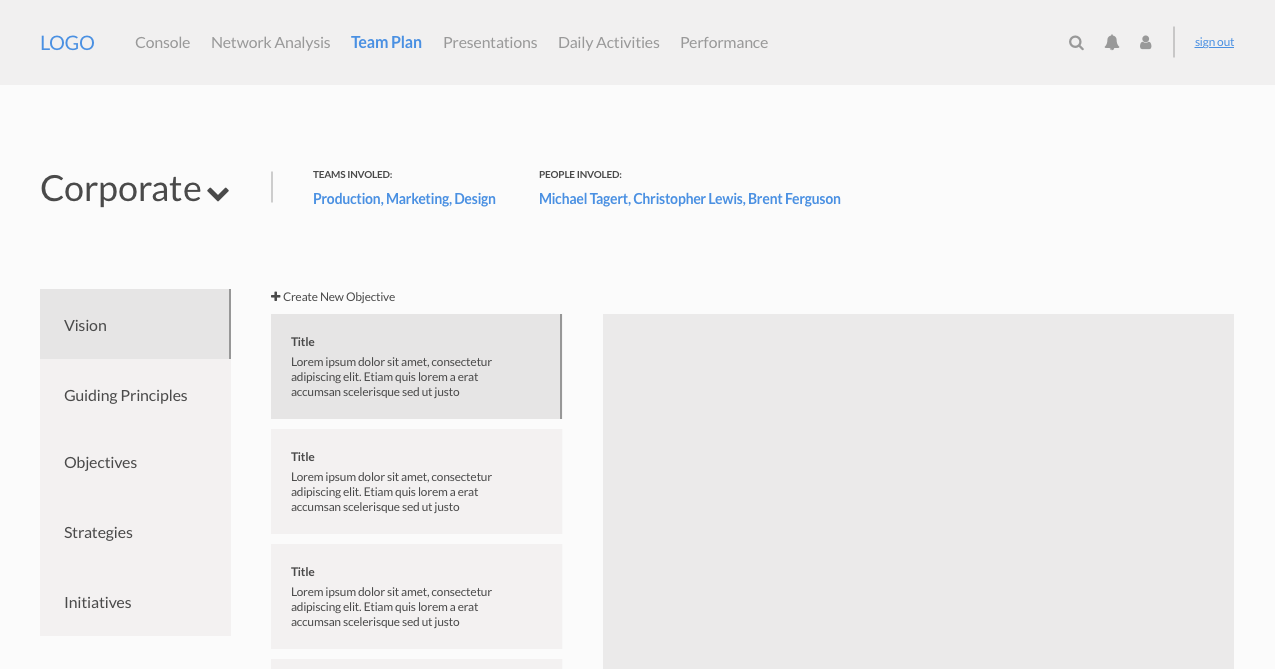 LOGO Console Network Analysis Team Plan Presentations Daily Activities Performance sign out
Corporate
TEAMS INVOLED:
Production, Marketing, Design
PEOPLE INVOLED:
Michael Tagert, Christopher Lewis, Brent Ferguson
Vision
Guiding Principles
Objectives
Strategies
Initiatives
Create New Objective
Title
Lorem ipsum dolor sit amet, consectetur
adipiscing elit. Etiam quis lorem a erat
accumsan scelerisque sed ut justo
Title
Lorem ipsum dolor sit amet, consectetur
adipiscing elit. Etiam quis lorem a erat
accumsan scelerisque sed ut justo
Title
Lorem ipsum dolor sit amet, consectetur
adipiscing elit. Etiam quis lorem a erat
accumsan scelerisque sed ut justo